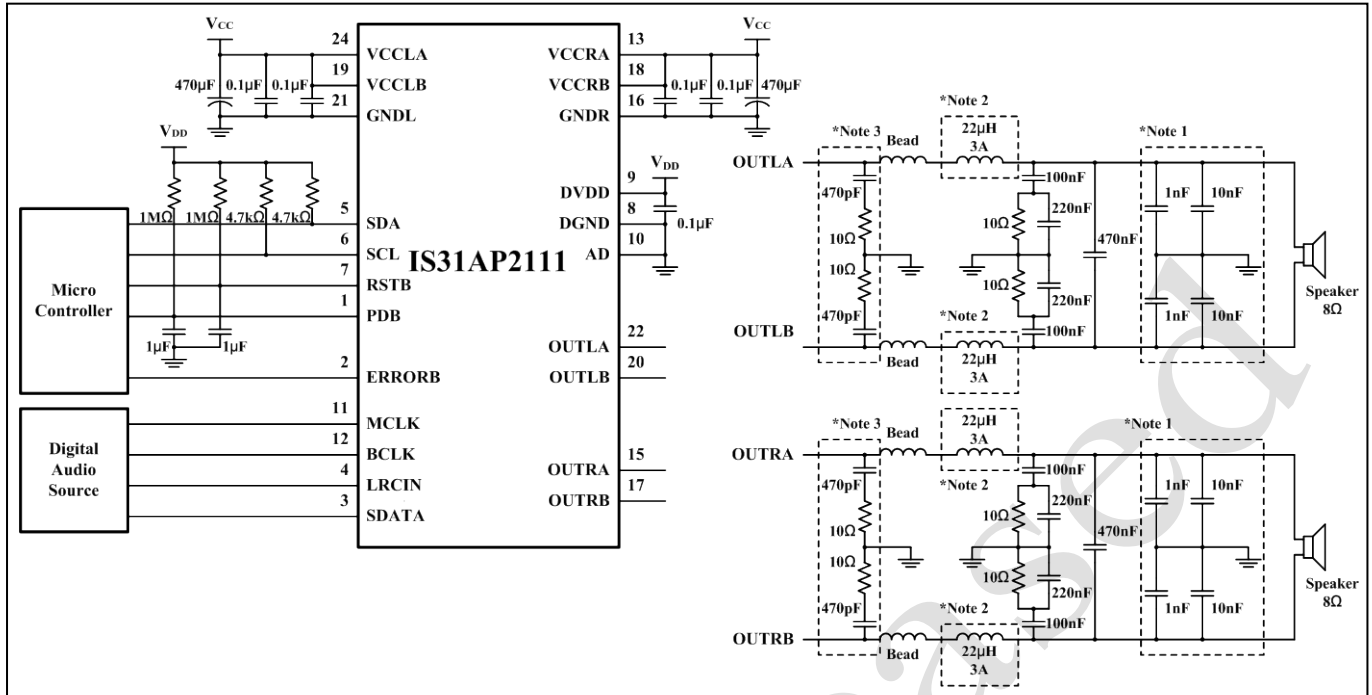 VCC
24
VCCLA
19
VCCLB
21
GNDL
470µF
0.1µF
0.1µF
VCC
13
VCCRA
18
VCCRB
16
GNDR
0.1µF
0.1µF
470µF
VDD
1MΩ
1MΩ
4.7kΩ
4.7kΩ
VDD
9
DVDD
8
DGND
0.1µF
10
AD
Micro
Controller
5
SDA
6
SCL
7
RSTB
1
PDB
1µF
1µF
2
ERRORB
IS31AP2111
22
OUTLA
20
OUTLB
Digital
Audio
Source
11
MCLK
12
BCLK
4
LRCIN
3
SDATA
15
OUTRA
17
OUTRB
*Note 3
Bead
*Note 2
22µH
3A
*Note 1
OUTLA
470pF
10Ω
10Ω
470pF
100nF
10Ω
220nF
10Ω
220nF
100nF
470nF
1nF
10nF
1nF
10nF
Speaker
8Ω
OUTLB
Bead
*Note 2
22µH
3A
*Note 3
Bead
22µH
3A
*Note 2
*Note 1
OUTRA
470pF
10Ω
10Ω
470pF
100nF
10Ω
220nF
10Ω
220nF
100nF
470nF
1nF
10nF
1nF
10nF
Speaker
8Ω
OUTRB
Bead
*Note 2
22µH
3A
ased